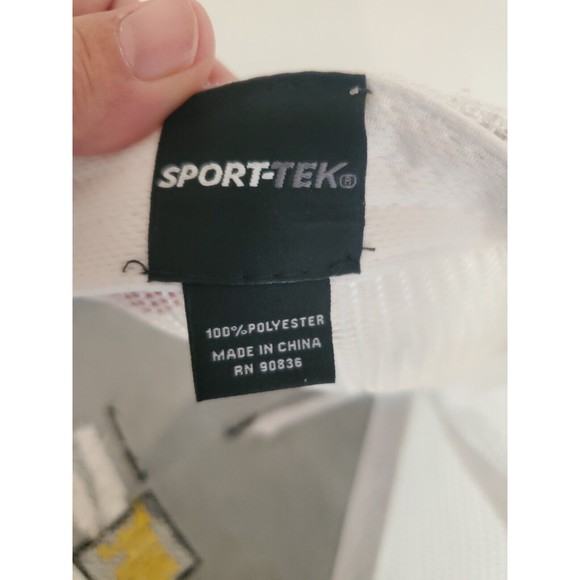 SPORT-TEK®
100% POLYESTER
MADE IN CHINA
RN 90836